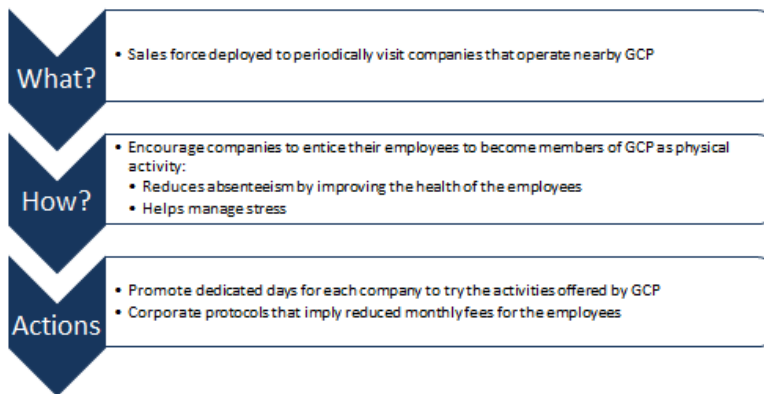 What?
• Sales force deployed to periodically visit companies that operate nearby GCP
How?
• Encourage companies to entice their employees to become members of GCP as physical
activity:
• Reduces absenteeism by improving the health of the employees
• Helps manage stress
Actions
• Promote dedicated days for each company to try the activities offered by GCP
• Corporate protocols that imply reduced monthly fees for the employees